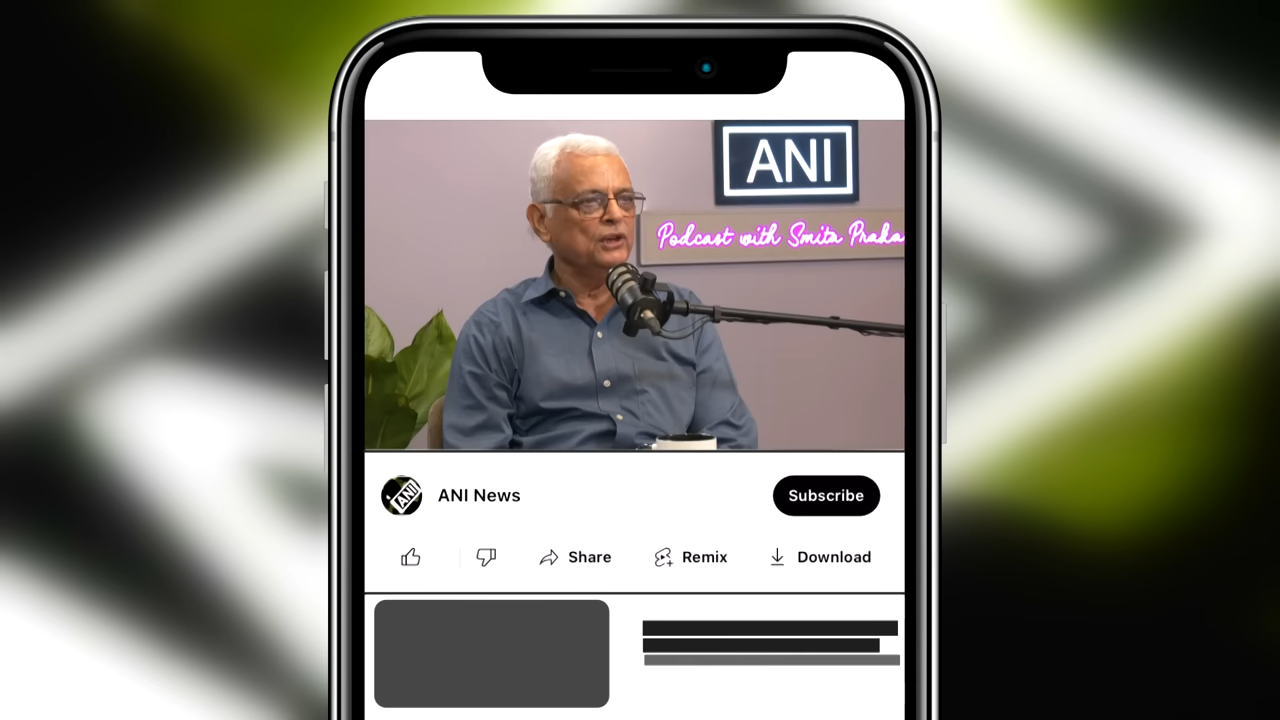 ANI
Podcast with Smita Praka
ANI
ANI News
Subscribe
Share
Remix
Download